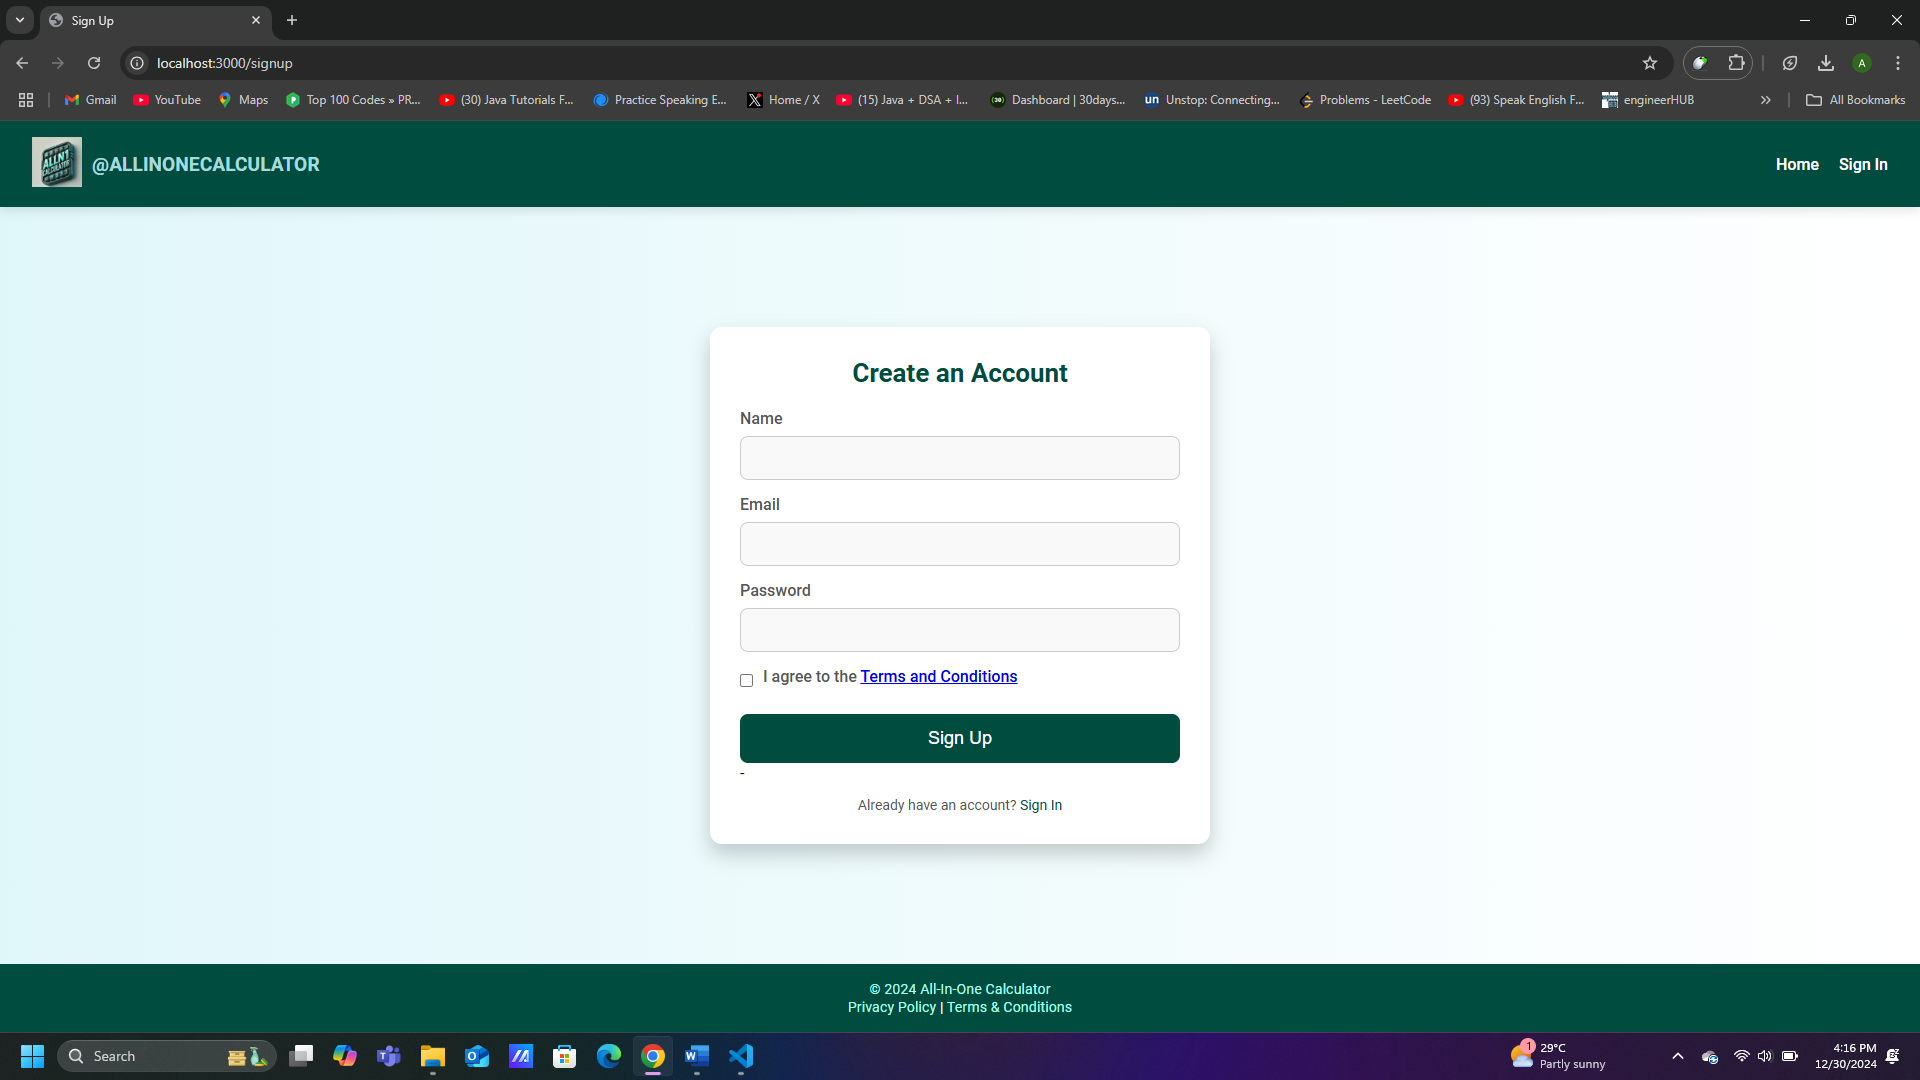 Sign Up
localhost:3000/signup
Gmail
YouTube
Maps
Top 100 Codes » PR...
(30) Java Tutorials F...
Practice Speaking E...
Home / X
(15) Java + DSA + I...
Dashboard | 30days...
Unstop: Connecting...
Problems - LeetCode
(93) Speak English F...
engineerHUB
All Bookmarks
ALLIN1
CALCULATOR
@ALLINONECALCULATOR
Home
Sign In
Create an Account
Name
Email
Password
I agree to the Terms and Conditions
Sign Up
-
Already have an account? Sign In
© 2024 All-In-One Calculator
Privacy Policy | Terms & Conditions
Search
1
29°C
Partly sunny
4:16 PM
12/30/2024